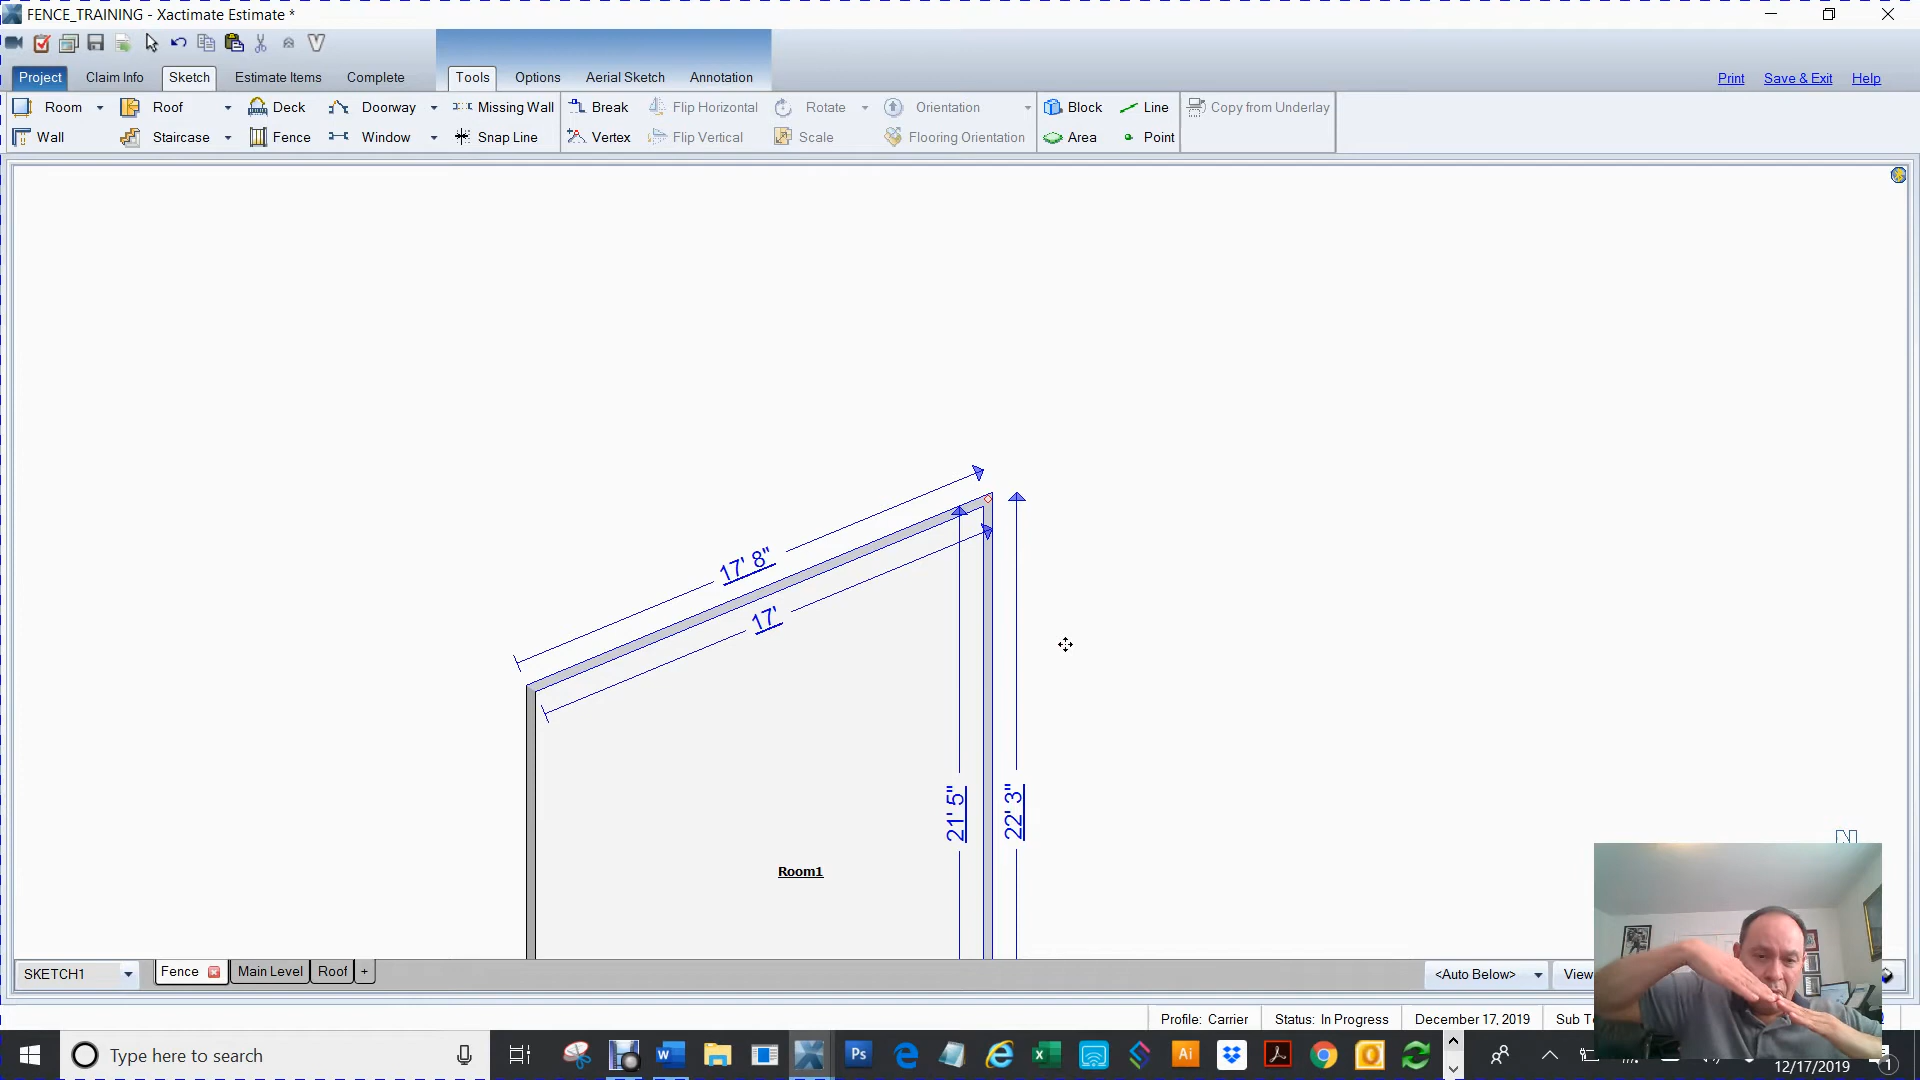 FENCE_TRAINING - Xactimate Estimate *
Project Claim Info Sketch Estimate Items Complete Tools Options Aerial Sketch Annotation Print Save & Exit Help
Room Roof Deck Doorway Missing Wall Break Flip Horizontal Rotate Orientation Block Line Copy from Underlay
Wall Staircase Fence Window Snap Line Vertex Flip Vertical Scale Flooring Orientation Area Point
17' 8"
17'
21' 5"
22' 3"
Room1
N
SKETCH1 Fence Main Level Roof + <Auto Below> View
Profile: Carrier Status: In Progress December 17, 2019 Sub
Type here to search
W Ps Ai
12/17/2019 1